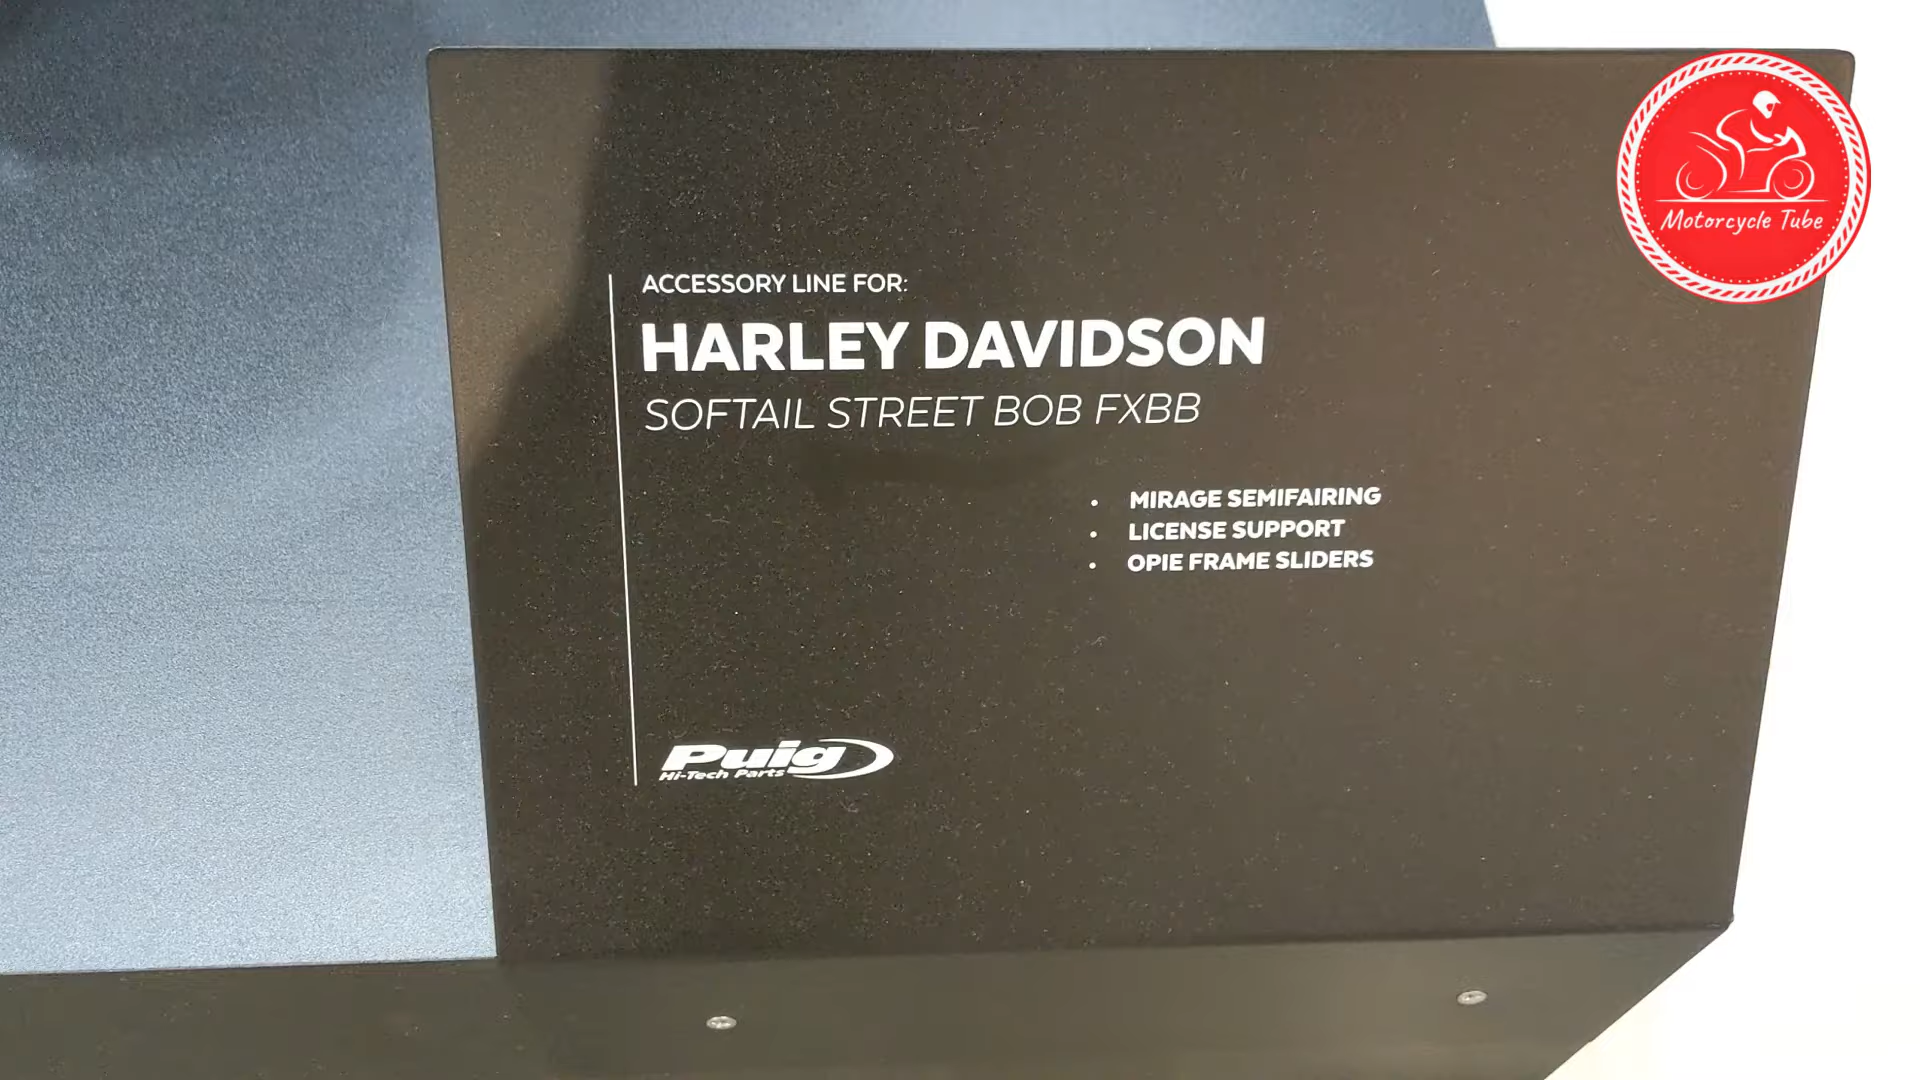 ACCESSORY LINE FOR:
HARLEY DAVIDSON
SOFTAIL STREET BOB FXBB
• MIRAGE SEMIFAIRING
• LICENSE SUPPORT
• OPIE FRAME SLIDERS
Puig
Hi-Tech Parts
Motorcycle Tube